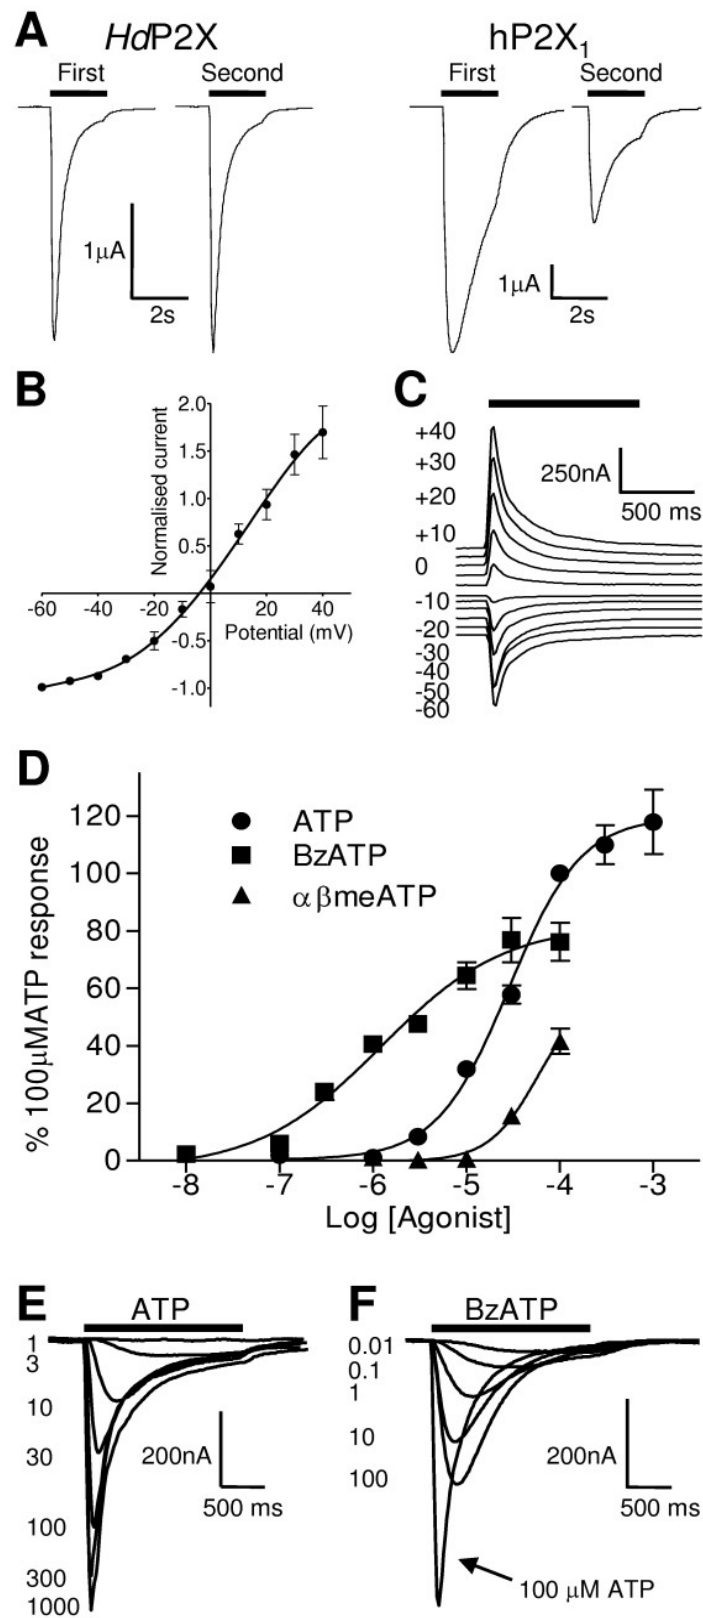 A
HdP2X
hP2X1
First
Second
First
Second
1μA
2s
1μA
2s
B
Normalised current
2.0
1.5
1.0
0.5
-60
-40
-20
20
40
-0.5
Potential (mV)
-1.0
C
+40
+30
+20
+10
0
-10
-20
-30
-40
-50
-60
250nA
500 ms
D
% 100μMATP response
120
100
80
60
40
20
0
ATP
BzATP
αβmeATP
-8
-7
-6
-5
-4
-3
Log [Agonist]
E
ATP
1
3
10
30
100
300
1000
200nA
500 ms
F
BzATP
0.01
0.1
1
10
100
200nA
500 ms
100 μM ATP